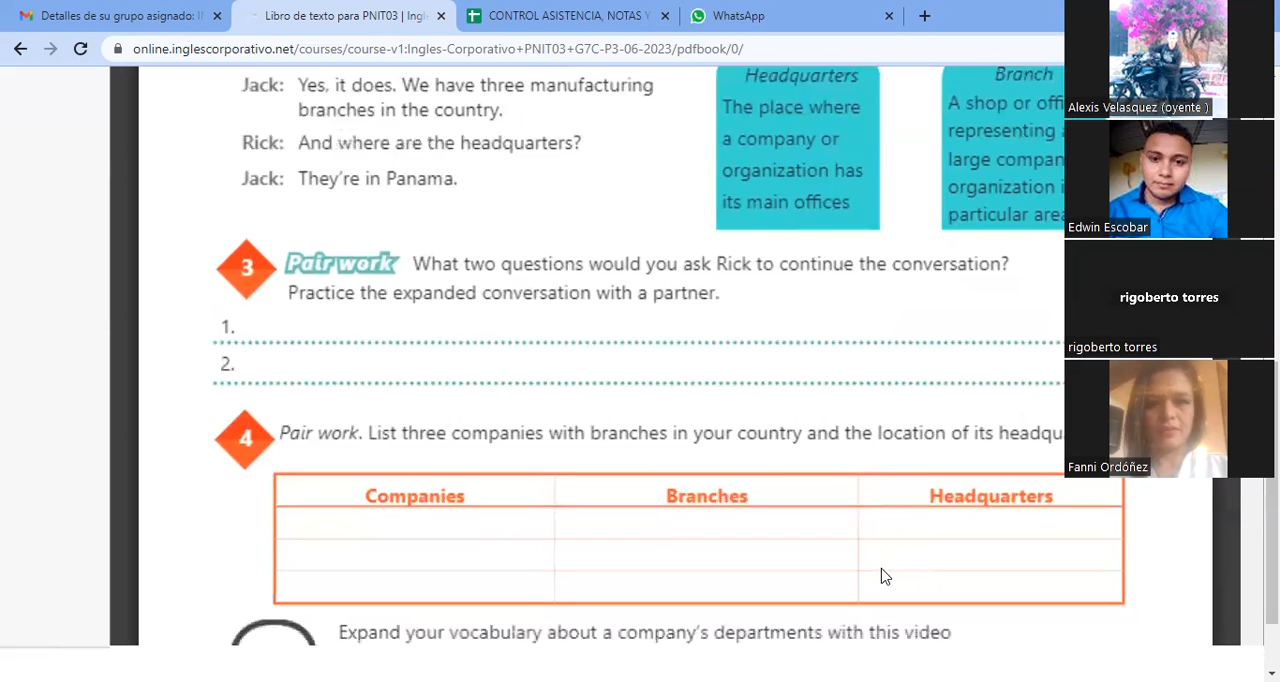 Detalles de su grupo asignado: I
Libro de texto para PNIT03 | Ingl
CONTROL ASISTENCIA, NOTAS Y
WhatsApp
online.inglescorporativo.net/courses/course-v1:Ingles-Corporativo+PNIT03+G7C-P3-06-2023/pdfbook/0/
Jack: Yes, it does. We have three manufacturing
branches in the country.
Rick: And where are the headquarters?
Jack: They're in Panama.
Headquarters
The place where
a company or
organization has
its main offices
Branch
A shop or offi
representing a
large compan
organization i
particular area
3 Pair work What two questions would you ask Rick to continue the conversation?
Practice the expanded conversation with a partner.
1.
2.
4 Pair work. List three companies with branches in your country and the location of its headqu
Companies Branches Headquarters
Expand your vocabulary about a company's departments with this video
Alexis Velasquez (oyente )
Edwin Escobar
rigoberto torres
rigoberto torres
Fanni Ordóñez